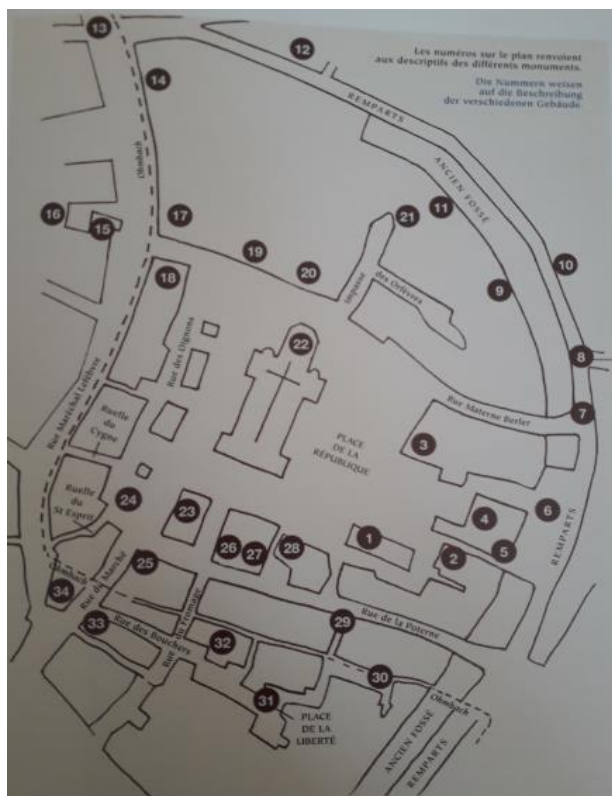 Les numéros sur le plan renvoient
aux descriptifs des différents monuments.
Die Nummern weisen
auf die Beschreibung
der verschiedenen Gebäude.
13
12
14
REMPARTS
Ohmbach
ANCIEN FOSSÉ
16
15
17
21
11
19
20
10
18
9
Impasse
des Orfèvres
Rue des Oignons
22
8
Rue Maréchal Lefèbvre
7
Rue Materne Berler
Ruelle
du
Cygne
PLACE
DE LA
RÉPUBLIQUE
3
Ruelle
du
St Esprit
24
23
4
6
5
REMPARTS
26
27
28
1
2
25
Ohmbach
34
Rue du Marché
33
Rue des Bouchers
Rue du Fromage
32
29
Rue de la Poterne
30
31
PLACE
DE LA
LIBERTÉ
Ohmbach
ANCIEN FOSSÉ
REMPARTS